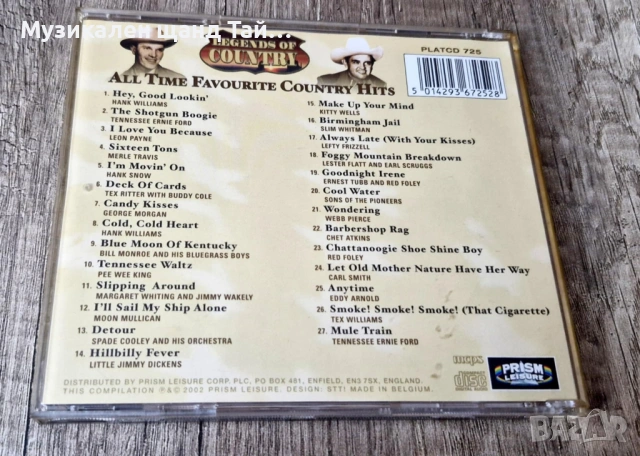 Музикален щанд Тай...
LEGENDS OF
COUNTRY
PLATCD 725
5 014293 672528
ALL TIME FAVOURITE COUNTRY HITS
1. Hey, Good Lookin'
HANK WILLIAMS
2. The Shotgun Boogie
TENNESSEE ERNIE FORD
3. I Love You Because
LEON PAYNE
4. Sixteen Tons
MERLE TRAVIS
5. I'm Movin' On
HANK SNOW
6. Deck Of Cards
TEX RITTER WITH BUDDY COLE
7. Candy Kisses
GEORGE MORGAN
8. Cold, Cold Heart
HANK WILLIAMS
9. Blue Moon Of Kentucky
BILL MONROE AND HIS BLUEGRASS BOYS
10. Tennessee Waltz
PEE WEE KING
11. Slipping Around
MARGARET WHITING AND JIMMY WAKELY
12. I'll Sail My Ship Alone
MOON MULLICAN
13. Detour
SPADE COOLEY AND HIS ORCHESTRA
14. Hillbilly Fever
LITTLE JIMMY DICKENS
15. Make Up Your Mind
KITTY WELLS
16. Birmingham Jail
SLIM WHITMAN
17. Always Late (With Your Kisses)
LEFTY FRIZZELL
18. Foggy Mountain Breakdown
LESTER FLATT AND EARL SCRUGGS
19. Goodnight Irene
ERNEST TUBB AND RED FOLEY
20. Cool Water
SONS OF THE PIONEERS
21. Wondering
WEBB PIERCE
22. Barbershop Rag
CHET ATKINS
23. Chattanoogie Shoe Shine Boy
RED FOLEY
24. Let Old Mother Nature Have Her Way
CARL SMITH
25. Anytime
EDDY ARNOLD
26. Smoke! Smoke! Smoke! (That Cigarette)
TEX WILLIAMS
27. Mule Train
TENNESSEE ERNIE FORD
DISTRIBUTED BY PRISM LEISURE CORP. PLC, PO BOX 481, ENFIELD, EN3 7SX, ENGLAND.
THIS COMPILATION ℗&© 2002 PRISM LEISURE. DESIGN: STT! MADE IN BELGIUM.
mcps
disc
PRISM
LEISURE
BAZAR